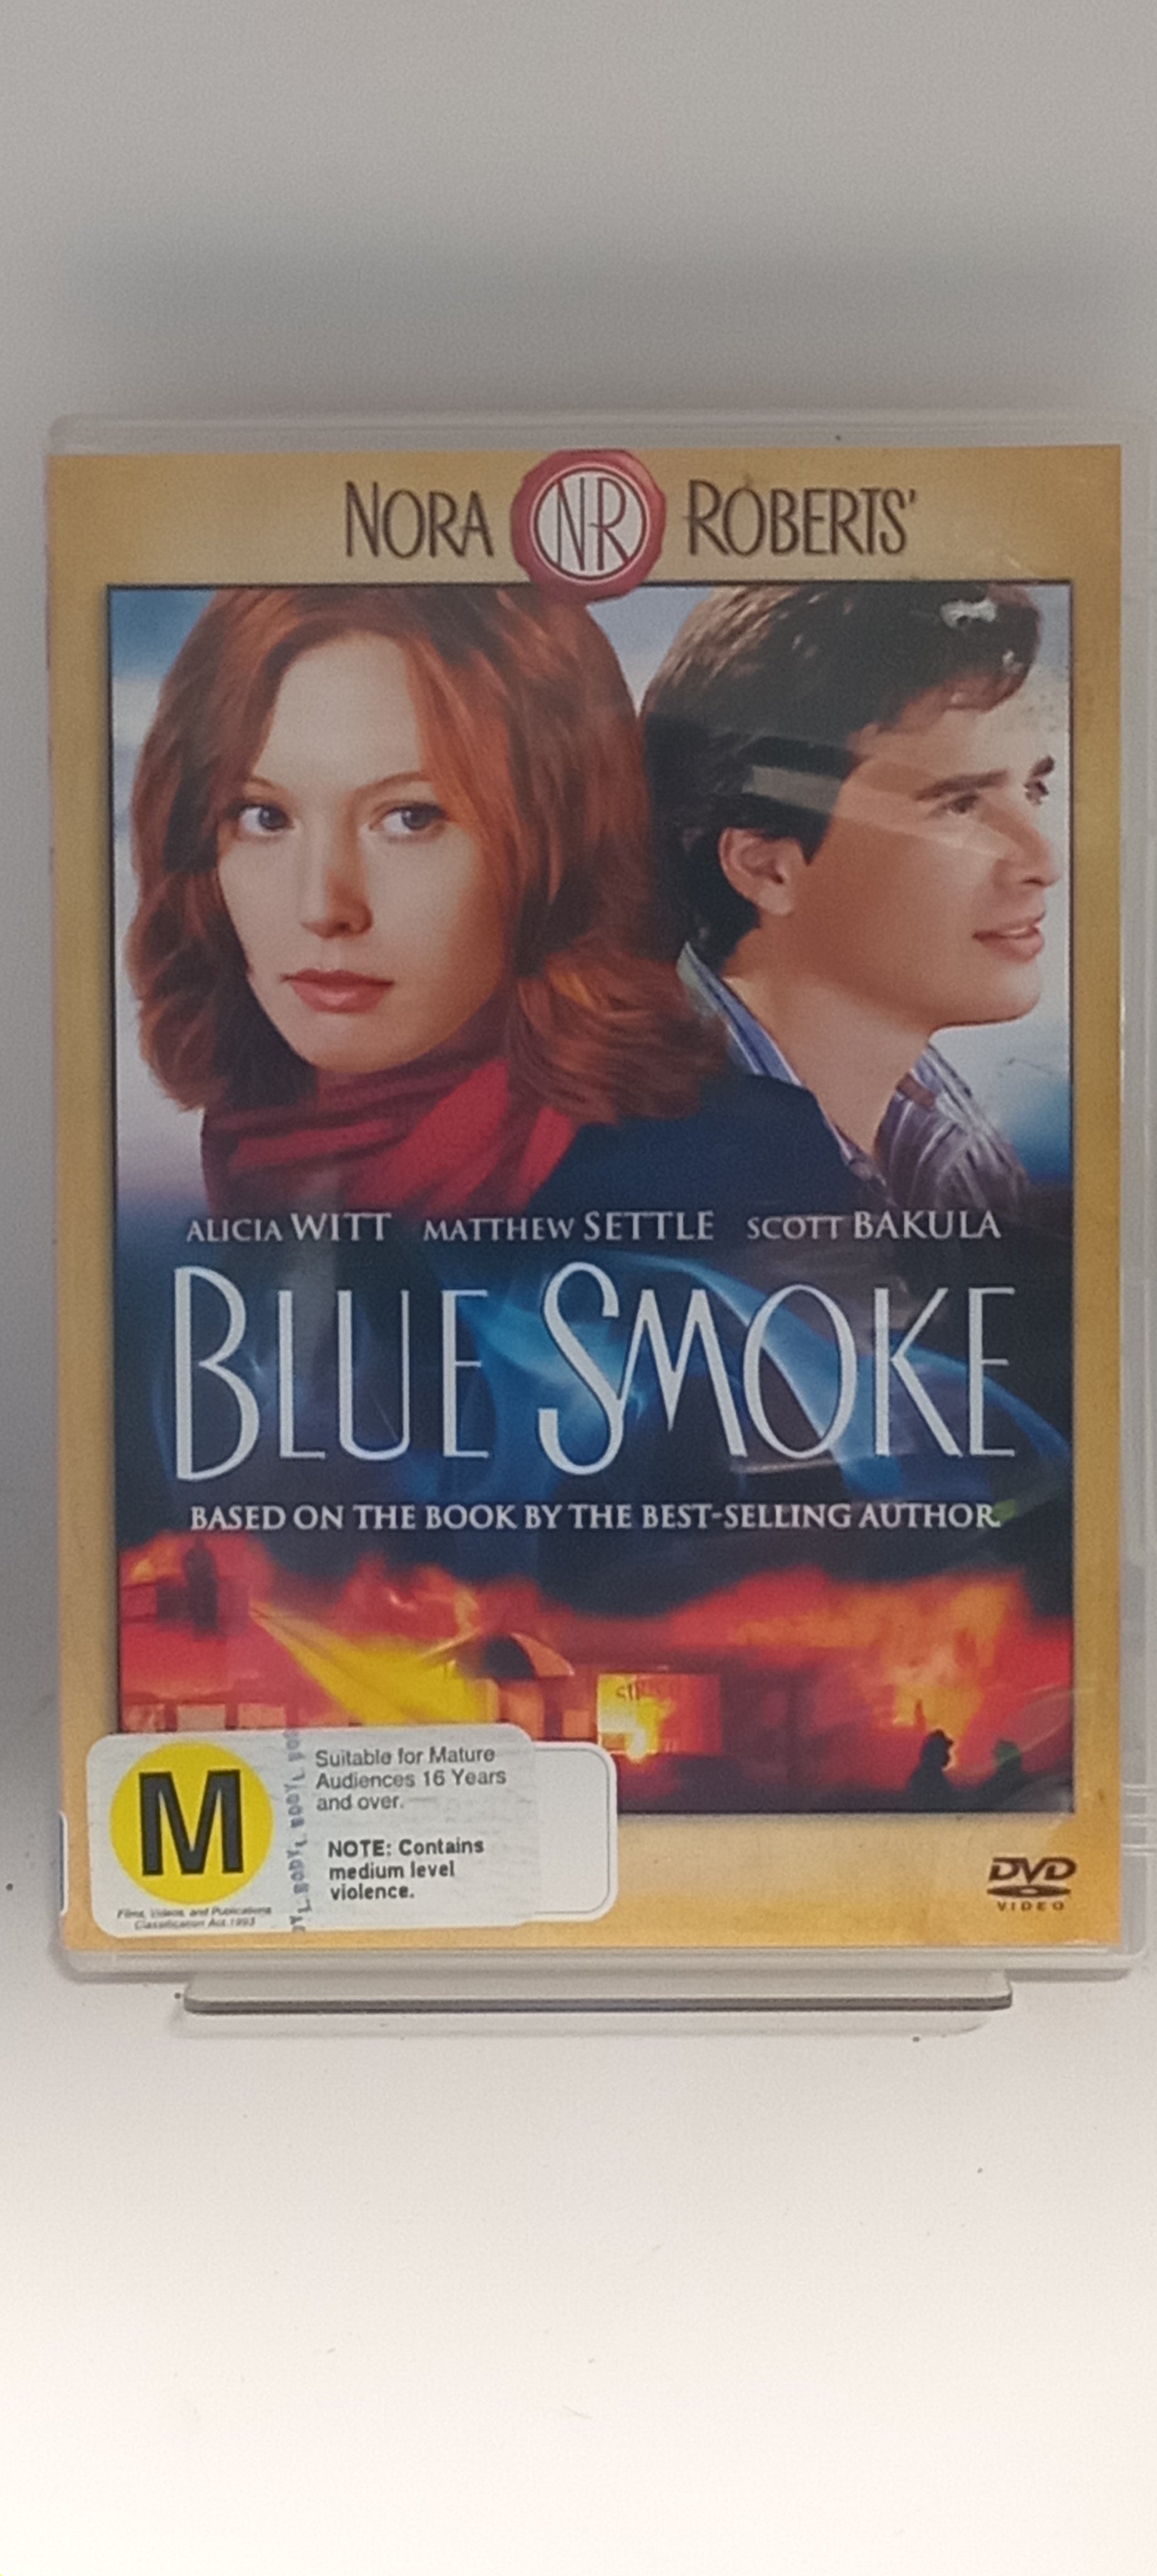 NORA NR ROBERTS'
ALICIA WITT MATTHEW SETTLE SCOTT BAKULA
BLUE SMOKE
BASED ON THE BOOK BY THE BEST-SELLING AUTHOR
M
Films, Videos, and Publications
Classification Act 1993
Suitable for Mature
Audiences 16 Years
and over.
NOTE: Contains
medium level
violence.
DVD
VIDEO